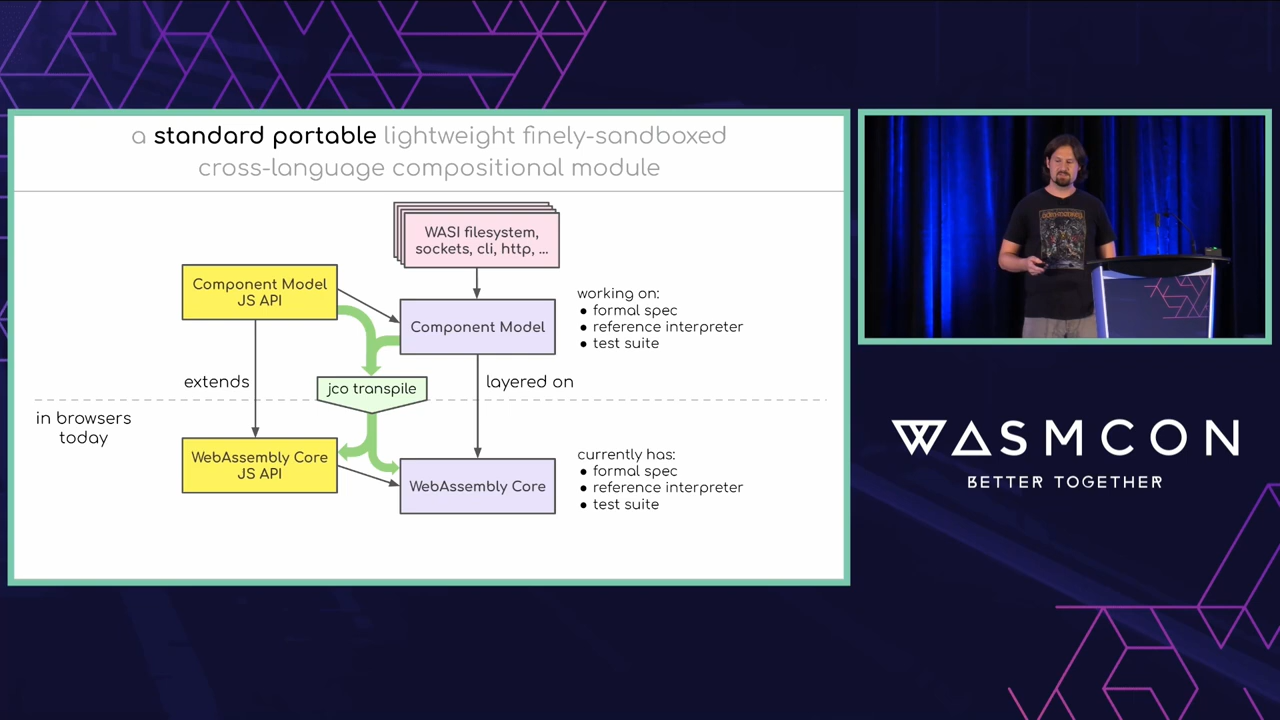 a standard portable lightweight finely-sandboxed
cross-language compositional module
WASI filesystem,
sockets, cli, http, ...
Component Model
JS API
Component Model
working on:
● formal spec
● reference interpreter
● test suite
extends
jco transpile
layered on
in browsers
today
WebAssembly Core
JS API
WebAssembly Core
currently has:
● formal spec
● reference interpreter
● test suite
WASMCON
BETTER TOGETHER